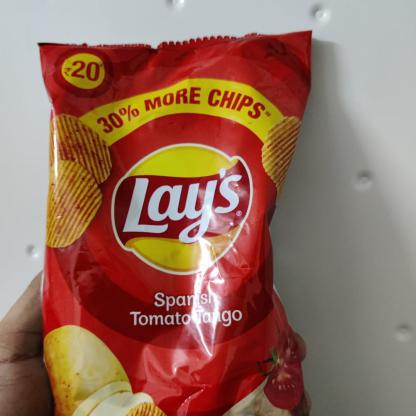 ₹20*
30% MORE CHIPS*
Lay's®
Spanish
Tomato Tango